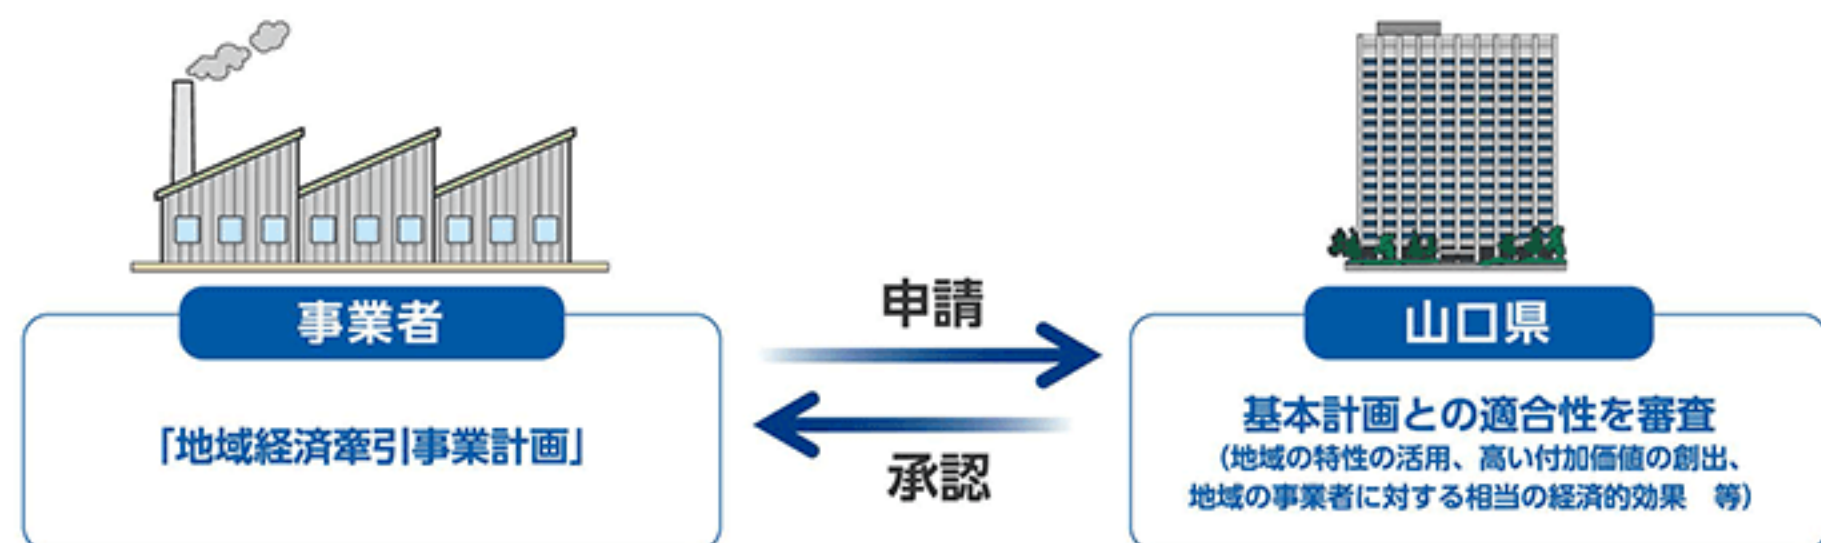 事業者
「地域経済牽引事業計画」
申請
承認
山口県
基本計画との適合性を審査
（地域の特性の活用、高い付加価値の創出、
地域の事業者に対する相当の経済的効果　等）